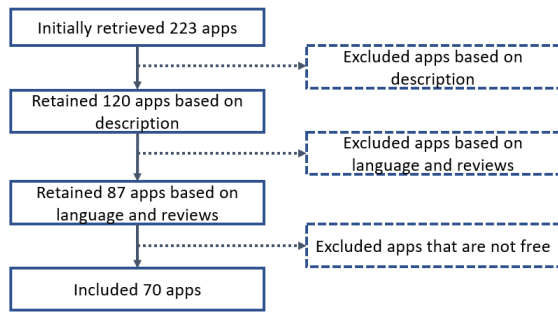 Initially retrieved 223 apps
Excluded apps based on
description
Retained 120 apps based on
description
Excluded apps based on
language and reviews
Retained 87 apps based on
language and reviews
Excluded apps that are not free
Included 70 apps